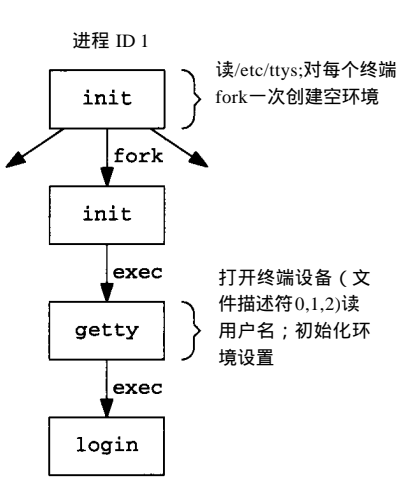 进程 ID 1
init
读/etc/ttys;对每个终端
fork一次创建空环境
fork
init
exec
getty
打开终端设备（文
件描述符0,1,2)读
用户名；初始化环
境设置
exec
login